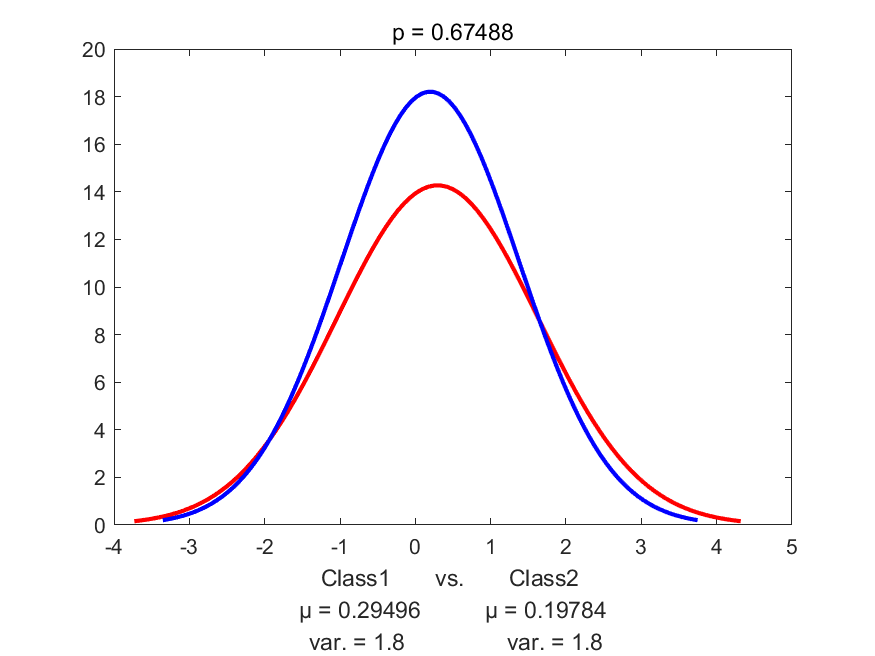 p = 0.67488
20
18
16
14
12
10
8
6
4
2
0
-4 -3 -2 -1 0 1 2 3 4 5
Class1 vs. Class2
μ = 0.29496 μ = 0.19784
var. = 1.8 var. = 1.8